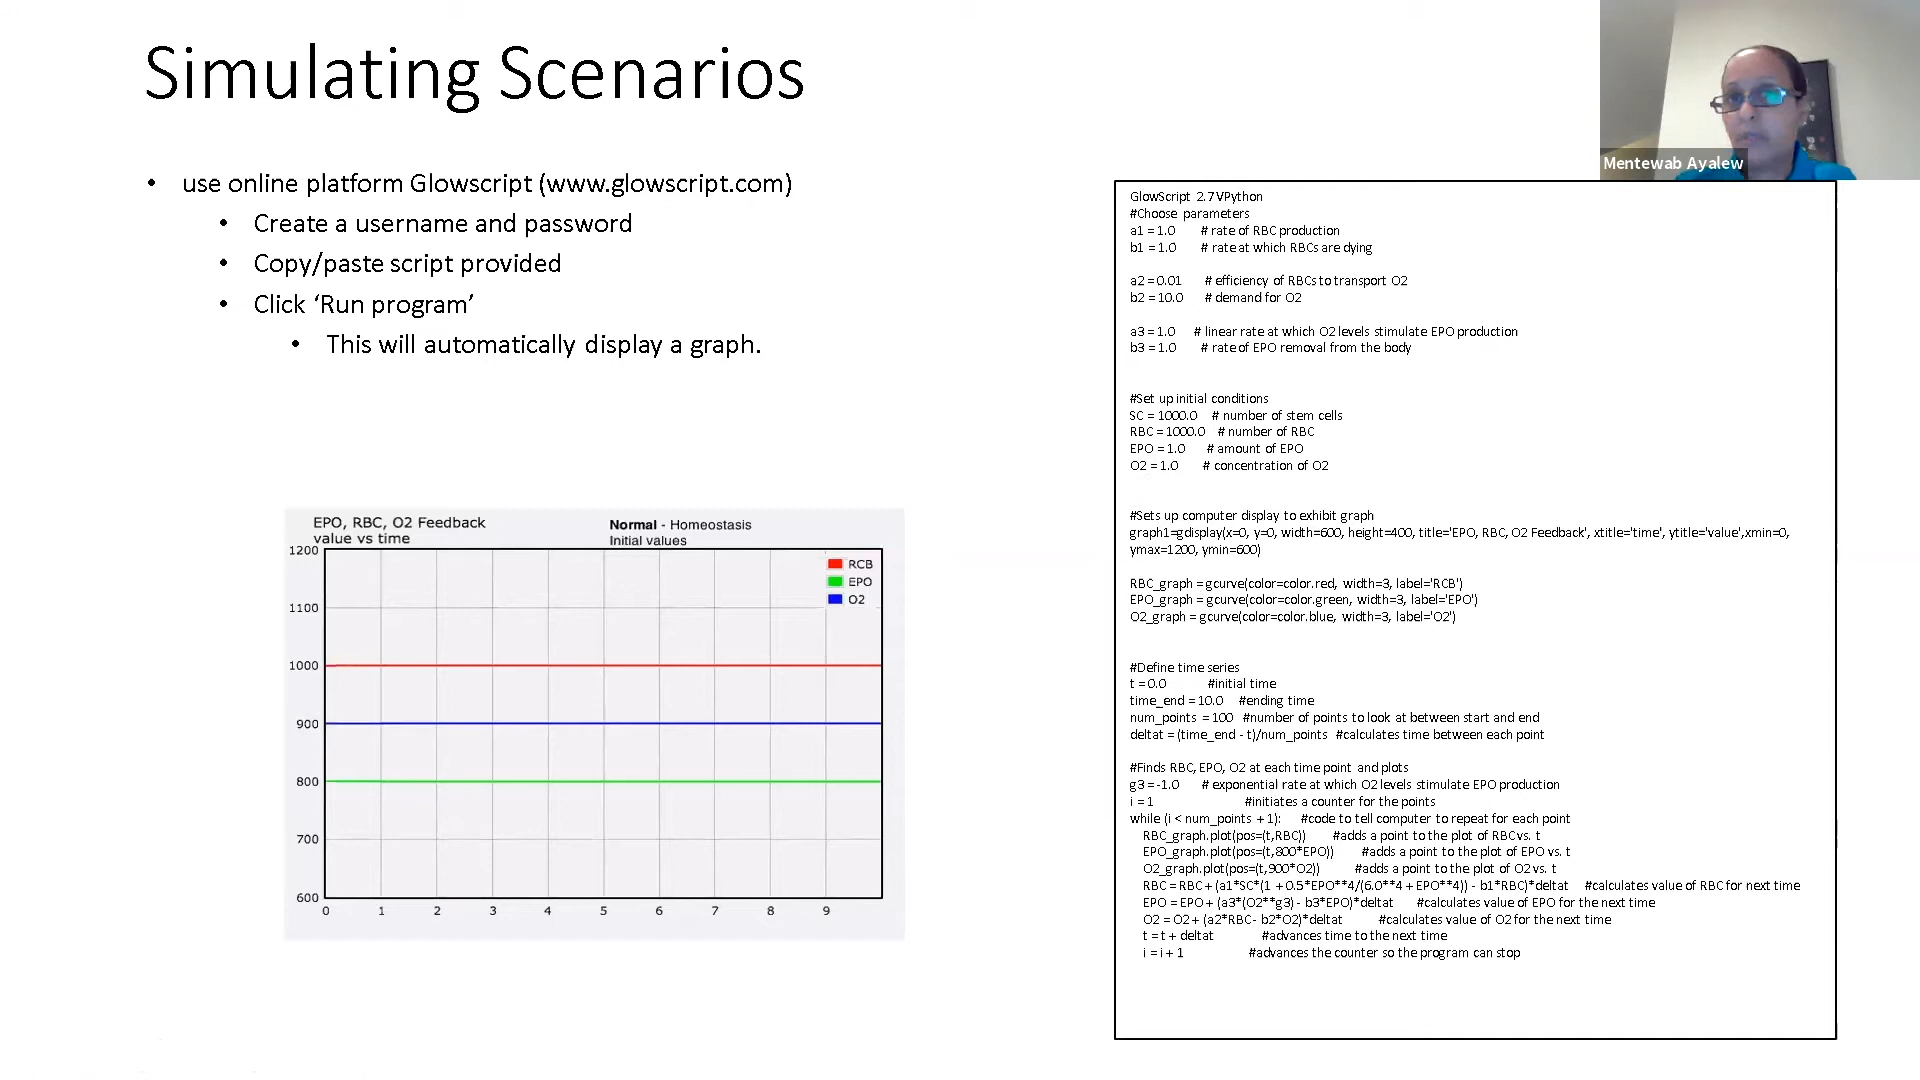 Simulating Scenarios
• use online platform Glowscript (www.glowscript.com)
• Create a username and password
• Copy/paste script provided
• Click ‘Run program’
• This will automatically display a graph.
EPO, RBC, O2 Feedback
value vs time
Normal - Homeostasis
Initial values
1200
1100
1000
900
800
700
600
0 1 2 3 4 5 6 7 8 9
RCB
EPO
O2
Mentewab Ayalew
GlowScript 2.7 VPython
#Choose parameters
a1 = 1.0 # rate of RBC production
b1 = 1.0 # rate at which RBCs are dying
a2 = 0.01 # efficiency of RBCs to transport O2
b2 = 10.0 # demand for O2
a3 = 1.0 # linear rate at which O2 levels stimulate EPO production
b3 = 1.0 # rate of EPO removal from the body
#Set up initial conditions
SC = 1000.0 # number of stem cells
RBC = 1000.0 # number of RBC
EPO = 1.0 # amount of EPO
O2 = 1.0 # concentration of O2
#Sets up computer display to exhibit graph
graph1=gdisplay(x=0, y=0, width=600, height=400, title='EPO, RBC, O2 Feedback', xtitle='time', ytitle='value',xmin=0,
ymax=1200, ymin=600)
RBC_graph = gcurve(color=color.red, width=3, label='RCB')
EPO_graph = gcurve(color=color.green, width=3, label='EPO')
O2_graph = gcurve(color=color.blue, width=3, label='O2')
#Define time series
t = 0.0 #initial time
time_end = 10.0 #ending time
num_points = 100 #number of points to look at between start and end
deltat = (time_end - t)/num_points #calculates time between each point
#Finds RBC, EPO, O2 at each time point and plots
g3 = -1.0 # exponential rate at which O2 levels stimulate EPO production
i = 1 #initiates a counter for the points
while (i < num_points + 1): #code to tell computer to repeat for each point
RBC_graph.plot(pos=(t,RBC)) #adds a point to the plot of RBC vs. t
EPO_graph.plot(pos=(t,800*EPO)) #adds a point to the plot of EPO vs. t
O2_graph.plot(pos=(t,900*O2)) #adds a point to the plot of O2 vs. t
RBC = RBC + (a1*SC*(1 + 0.5*EPO**4/(6.0**4 + EPO**4)) - b1*RBC)*deltat #calculates value of RBC for next time
EPO = EPO + (a3*(O2**g3) - b3*EPO)*deltat #calculates value of EPO for the next time
O2 = O2 + (a2*RBC - b2*O2)*deltat #calculates value of O2 for the next time
t = t + deltat #advances time to the next time
i = i + 1 #advances the counter so the program can stop